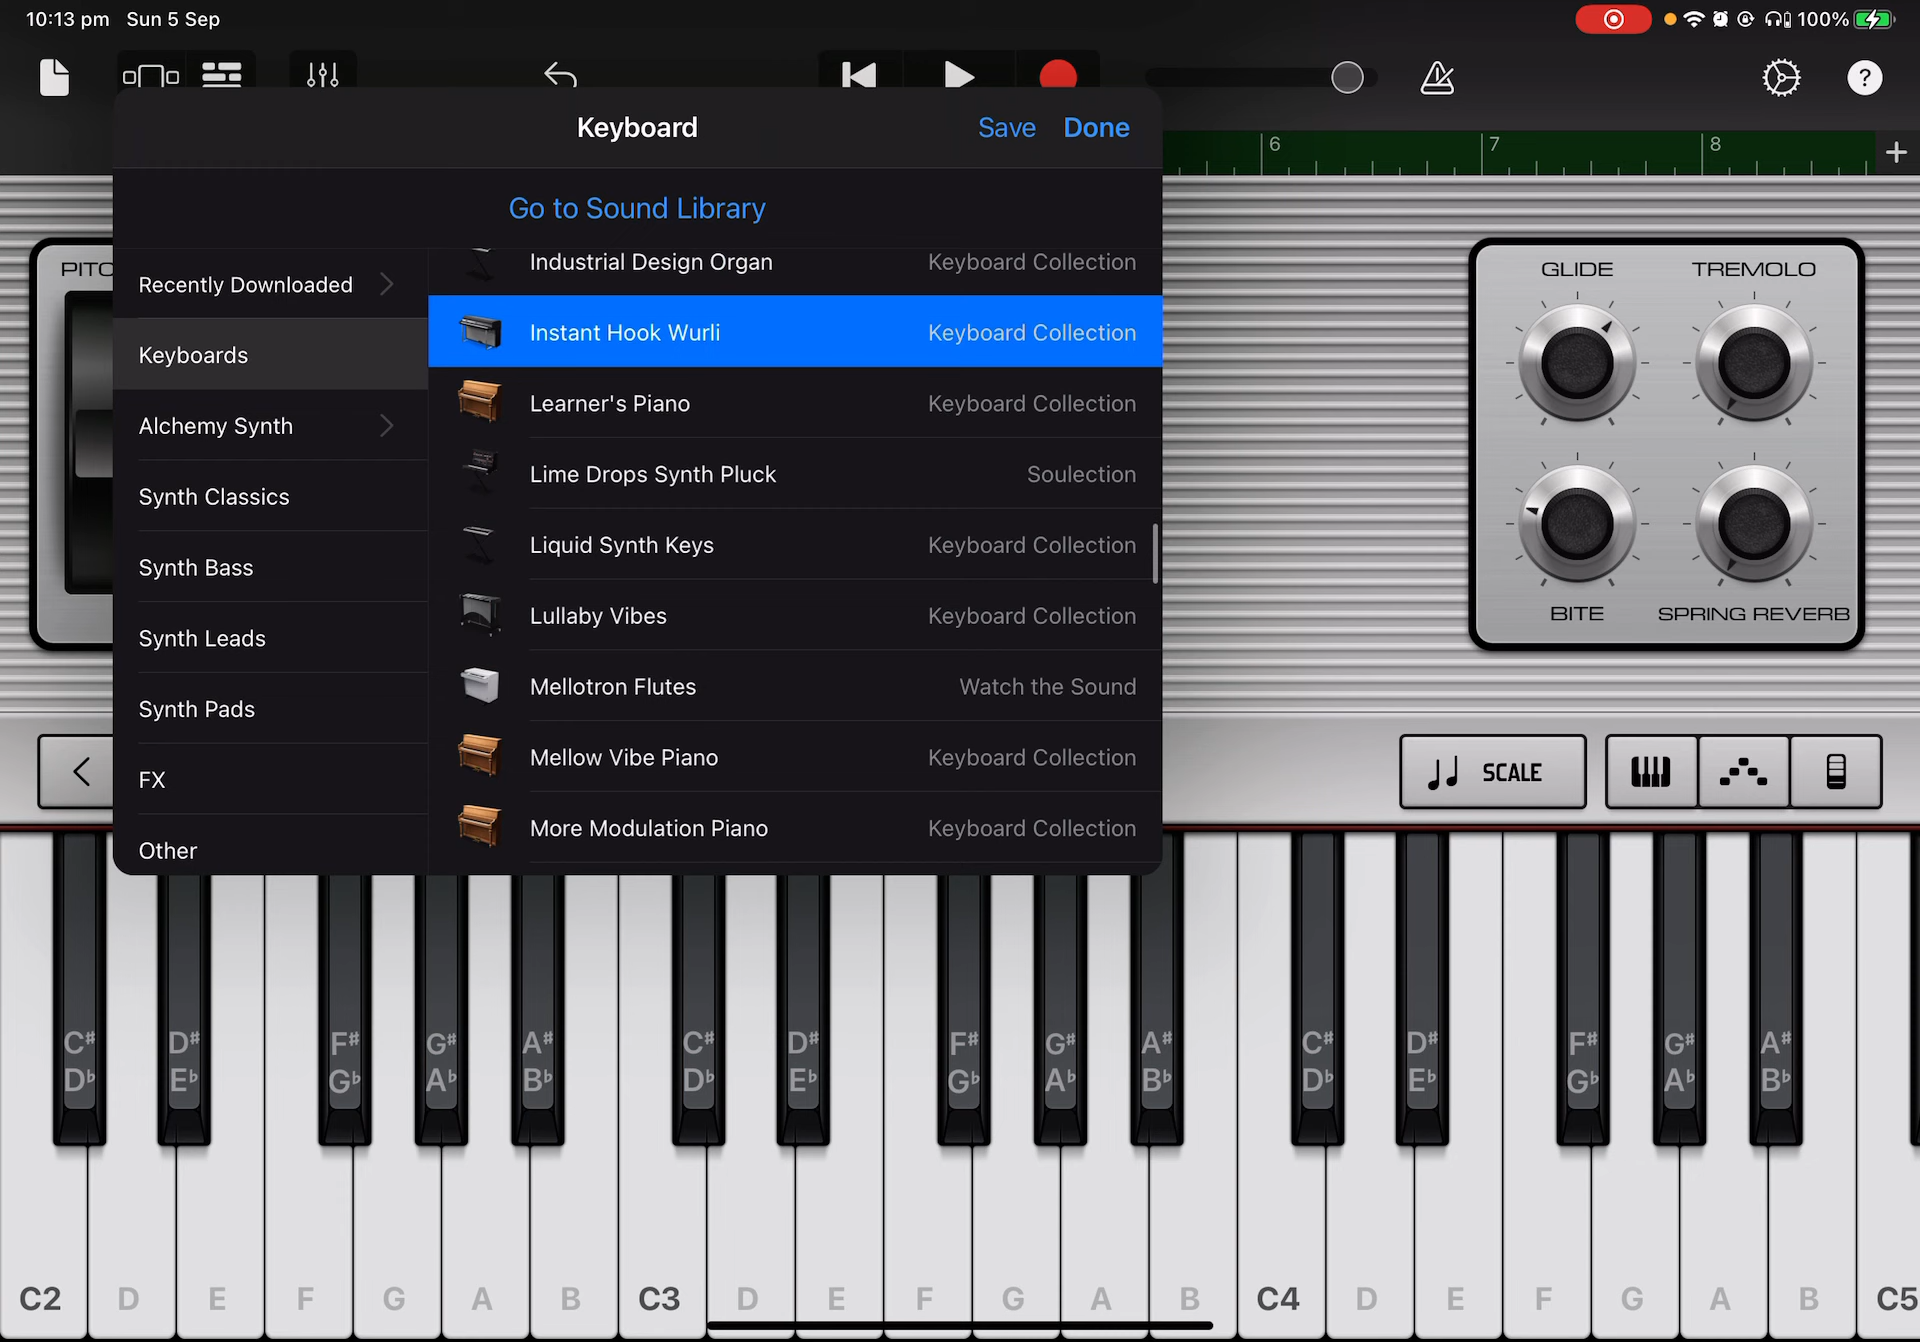 10:13 pm Sun 5 Sep
100%
?
Keyboard
Save
Done
6
7
8
Go to Sound Library
PITC
Recently Downloaded
Keyboards
Alchemy Synth
Synth Classics
Synth Bass
Synth Leads
Synth Pads
FX
Other
Industrial Design Organ Keyboard Collection
Instant Hook Wurli Keyboard Collection
Learner's Piano Keyboard Collection
Lime Drops Synth Pluck Soulection
Liquid Synth Keys Keyboard Collection
Lullaby Vibes Keyboard Collection
Mellotron Flutes Watch the Sound
Mellow Vibe Piano Keyboard Collection
More Modulation Piano Keyboard Collection
GLIDE TREMOLO
BITE SPRING REVERB
SCALE
C# D# F# G# A# C# D# F# G# A# C# D# F# G# A#
D♭ E♭ G♭ A♭ B♭ D♭ E♭ G♭ A♭ B♭ D♭ E♭ G♭ A♭ B♭
C2 D E F G A B C3 D E F G A B C4 D E F G A B C5